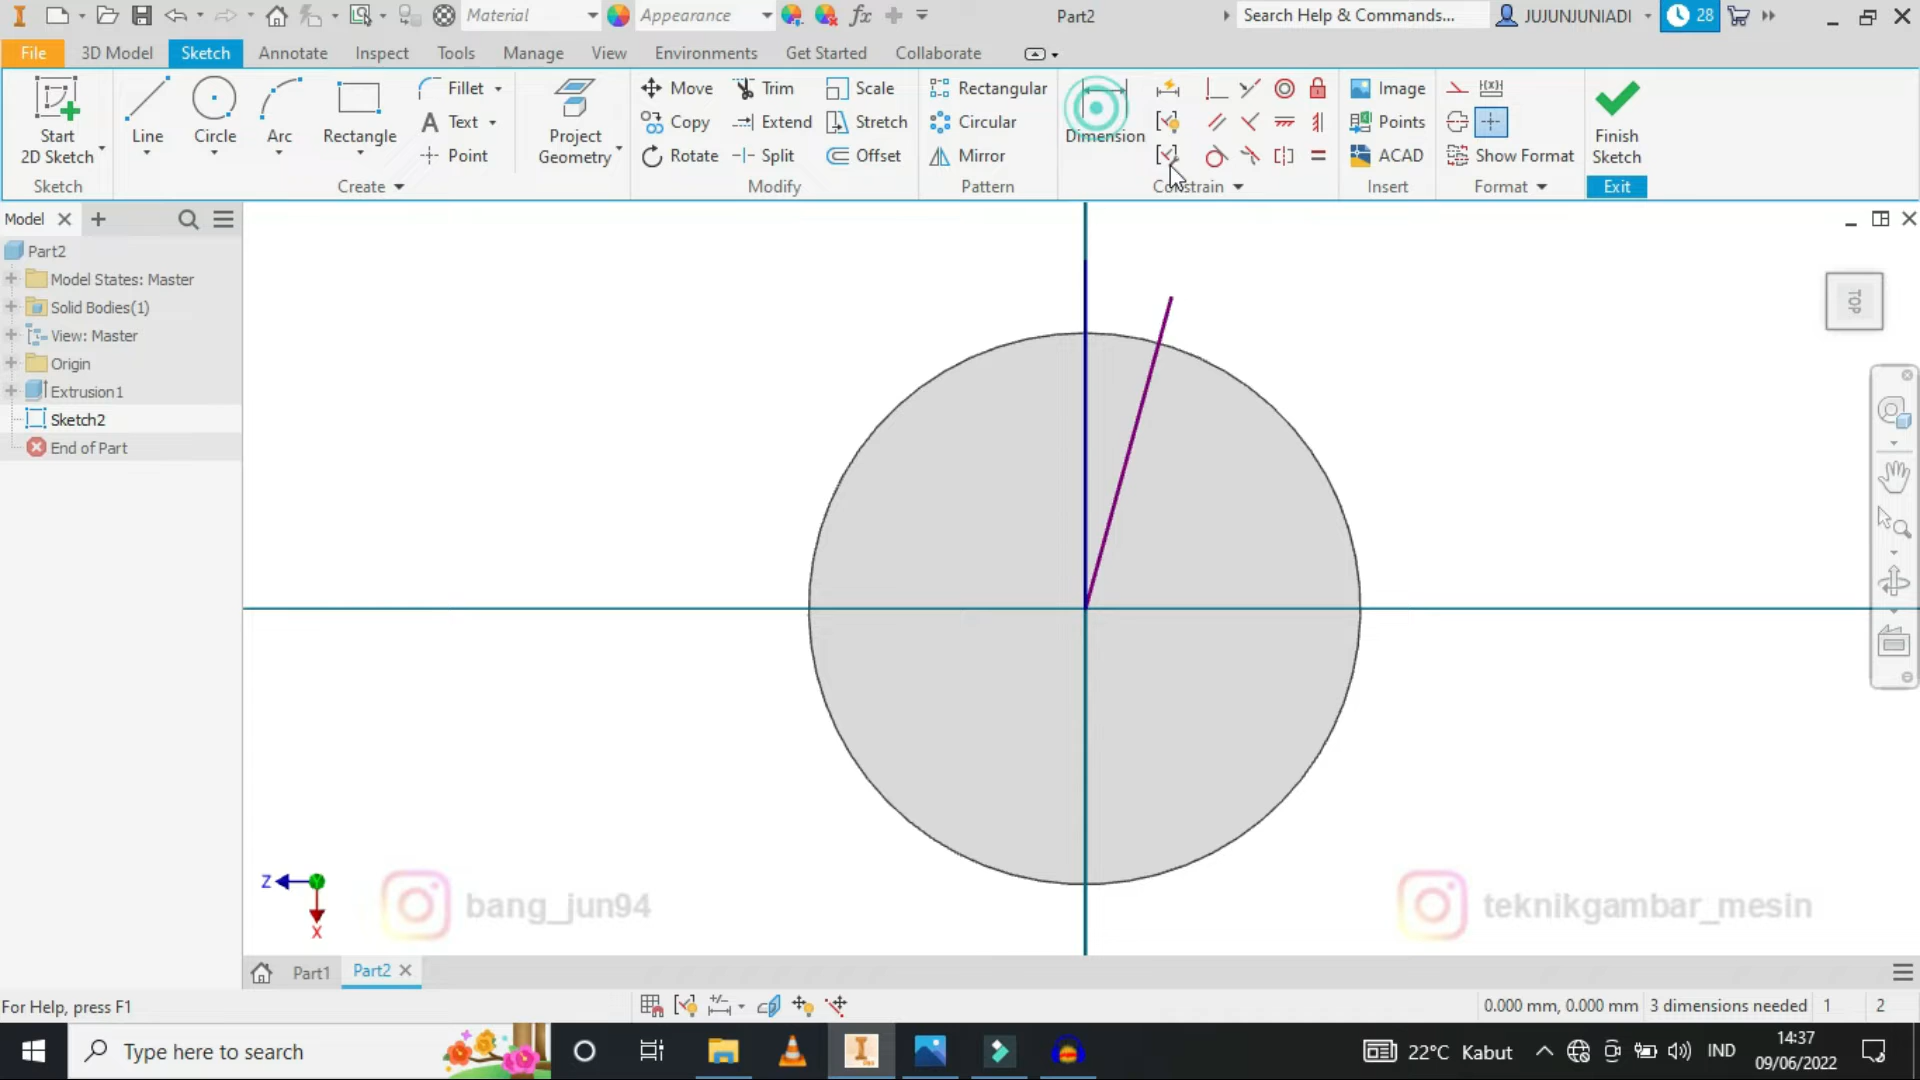 Material
Appearance
fx
Part2
Search Help & Commands...
JUJUNJUNIADI
28
File
3D Model
Sketch
Annotate
Inspect
Tools
Manage
View
Environments
Get Started
Collaborate
Start
2D Sketch
Line
Circle
Arc
Rectangle
Fillet
Text
Point
Project
Geometry
Move
Copy
Rotate
Trim
Extend
Split
Scale
Stretch
Offset
Rectangular
Circular
Mirror
Dimension
Image
Points
ACAD
Show Format
Finish
Sketch
Sketch
Create
Modify
Pattern
Constrain
Insert
Format
Exit
Model
Part2
Model States: Master
Solid Bodies(1)
View: Master
Origin
Extrusion1
Sketch2
End of Part
TOP
Z
X
bang_jun94
teknikgambar_mesin
Part1
Part2
For Help, press F1
0.000 mm, 0.000 mm
3 dimensions needed
1
2
Type here to search
22°C Kabut
IND
14:37
09/06/2022